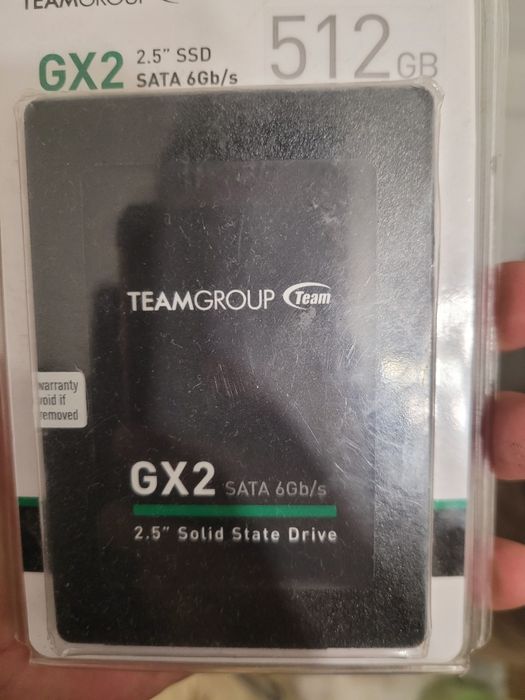 TEAMGROUP
GX2 2.5" SSD
SATA 6Gb/s
512GB
TEAMGROUP Team
warranty
void if
removed
GX2 SATA 6Gb/s
2.5" Solid State Drive